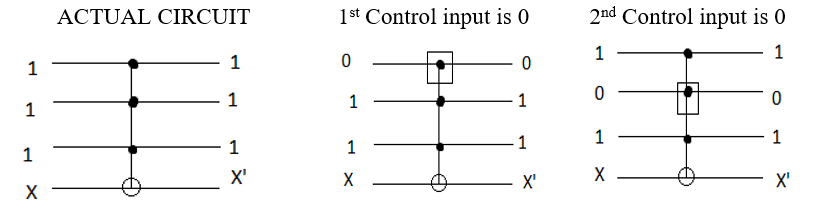 ACTUAL CIRCUIT
1 1
1 1
1 1
X X'
1st Control input is 0
0 0
1 1
1 1
X X'
2nd Control input is 0
1 1
0 0
1 1
X X'